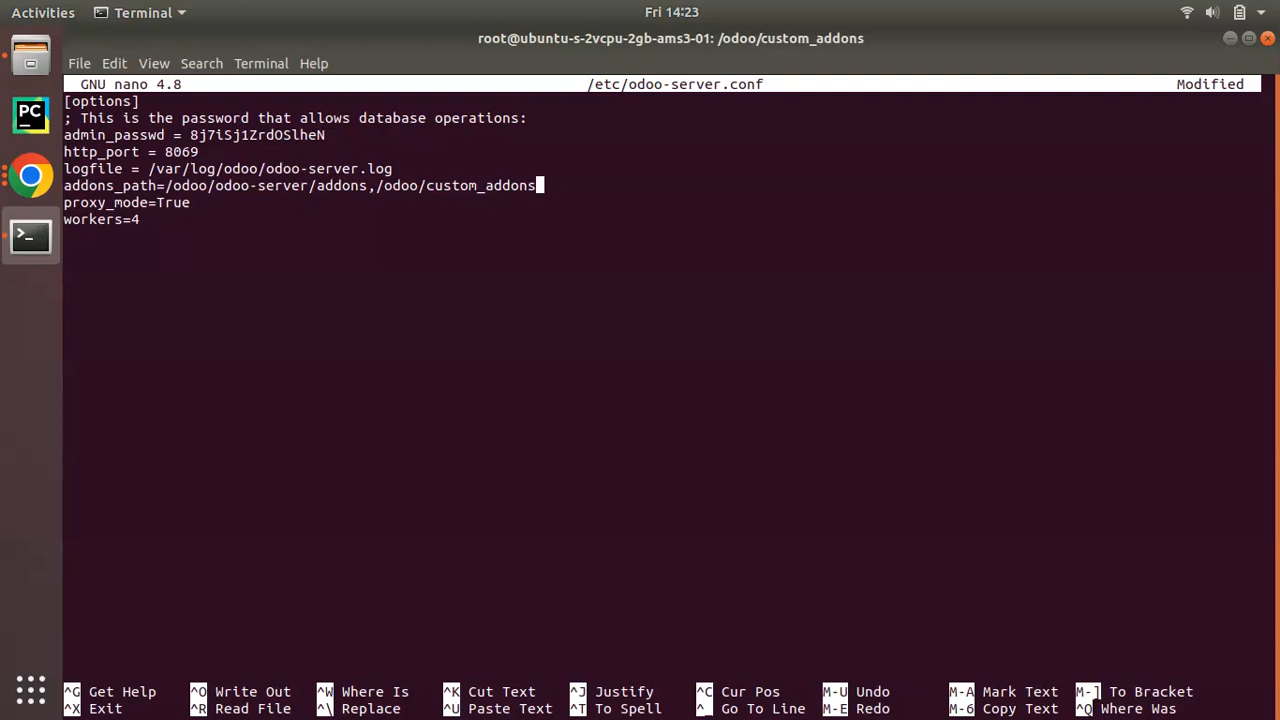 Activities Terminal Fri 14:23
root@ubuntu-s-2vcpu-2gb-ams3-01: /odoo/custom_addons
File Edit View Search Terminal Help
GNU nano 4.8 /etc/odoo-server.conf Modified
[options]
; This is the password that allows database operations:
admin_passwd = 8j7iSj1ZrdOSlheN
http_port = 8069
logfile = /var/log/odoo/odoo-server.log
addons_path=/odoo/odoo-server/addons,/odoo/custom_addons
proxy_mode=True
workers=4
PC
>_
^G Get Help ^O Write Out ^W Where Is ^K Cut Text ^J Justify ^C Cur Pos M-U Undo M-A Mark Text M-] To Bracket
^X Exit ^R Read File ^\ Replace ^U Paste Text ^T To Spell ^_ Go To Line M-E Redo M-6 Copy Text ^Q Where Was